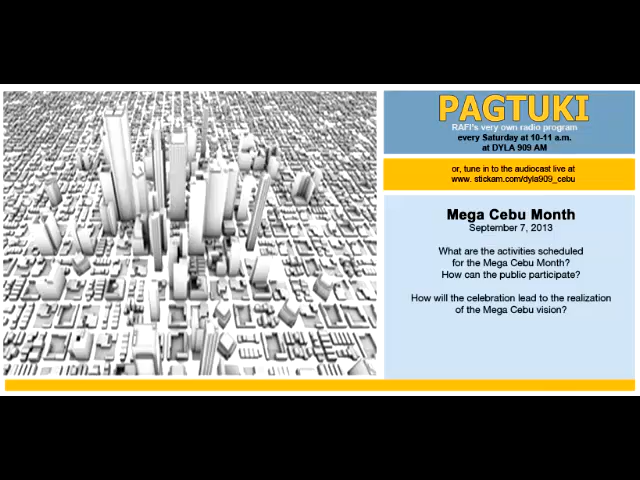 PAGTUKI
RAFI's very own radio program
every Saturday at 10-11 a.m.
at DYLA 909 AM
or, tune in to the audiocast live at
www. stickam.com/dyla909_cebu
Mega Cebu Month
September 7, 2013
What are the activities scheduled
for the Mega Cebu Month?
How can the public participate?
How will the celebration lead to the realization
of the Mega Cebu vision?